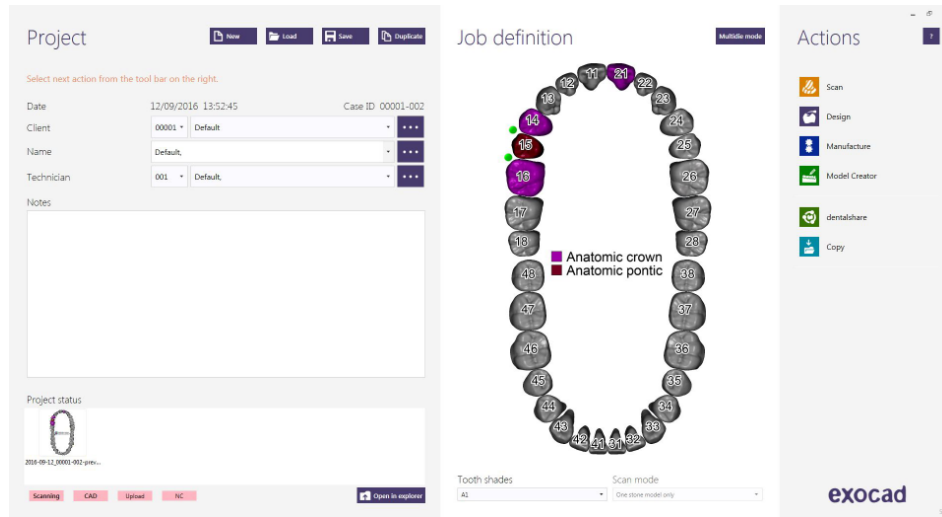 Project
New
Load
Save
Duplicate
Select next action from the tool bar on the right.
Date 12/09/2016 13:52:45 Case ID 00001-002
Client 00001 Default
Name Default,
Technician 001 Default,
Notes
Project status
2016-09-12_00001-002-prev...
Scanning CAD Upload NC
Open in explorer
Job definition
Multidie mode
11 21
12 22
13 23
14 24
15 25
16 26
17 27
18 28
Anatomic crown
Anatomic pontic
48 38
47 37
46 36
45 35
44 34
43 33
42 41 31 32
Tooth shades Scan mode
A1 One stone model only
Actions
?
Scan
Design
Manufacture
Model Creator
dentalshare
Copy
exocad